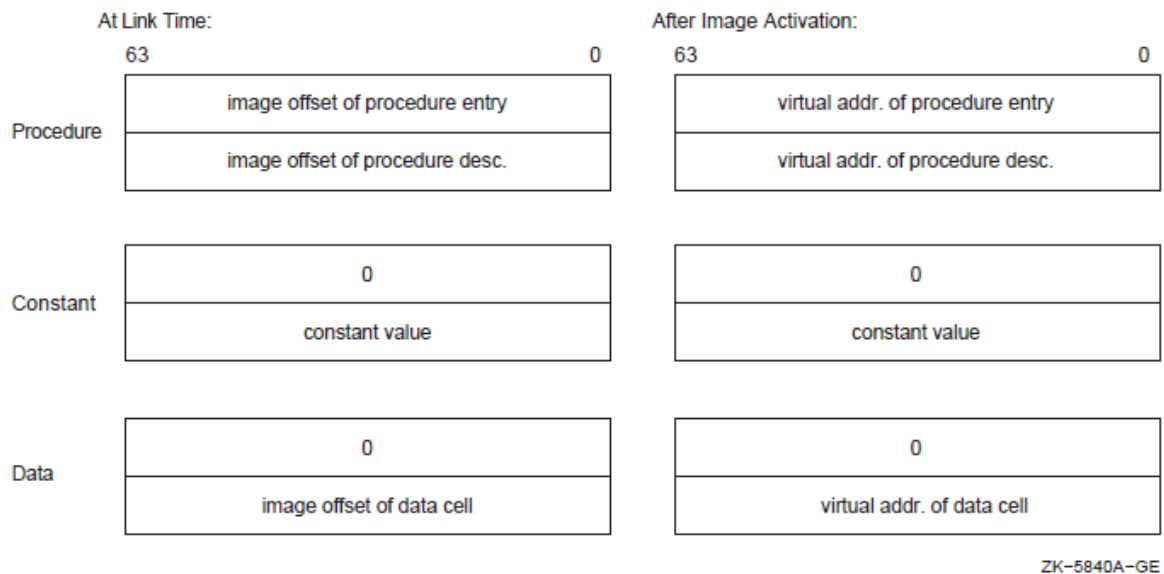 At Link Time: After Image Activation:
63 0 63 0
image offset of procedure entry virtual addr. of procedure entry
Procedure
image offset of procedure desc. virtual addr. of procedure desc.
0 0
Constant
constant value constant value
0 0
Data
image offset of data cell virtual addr. of data cell
ZK–5840A–GE